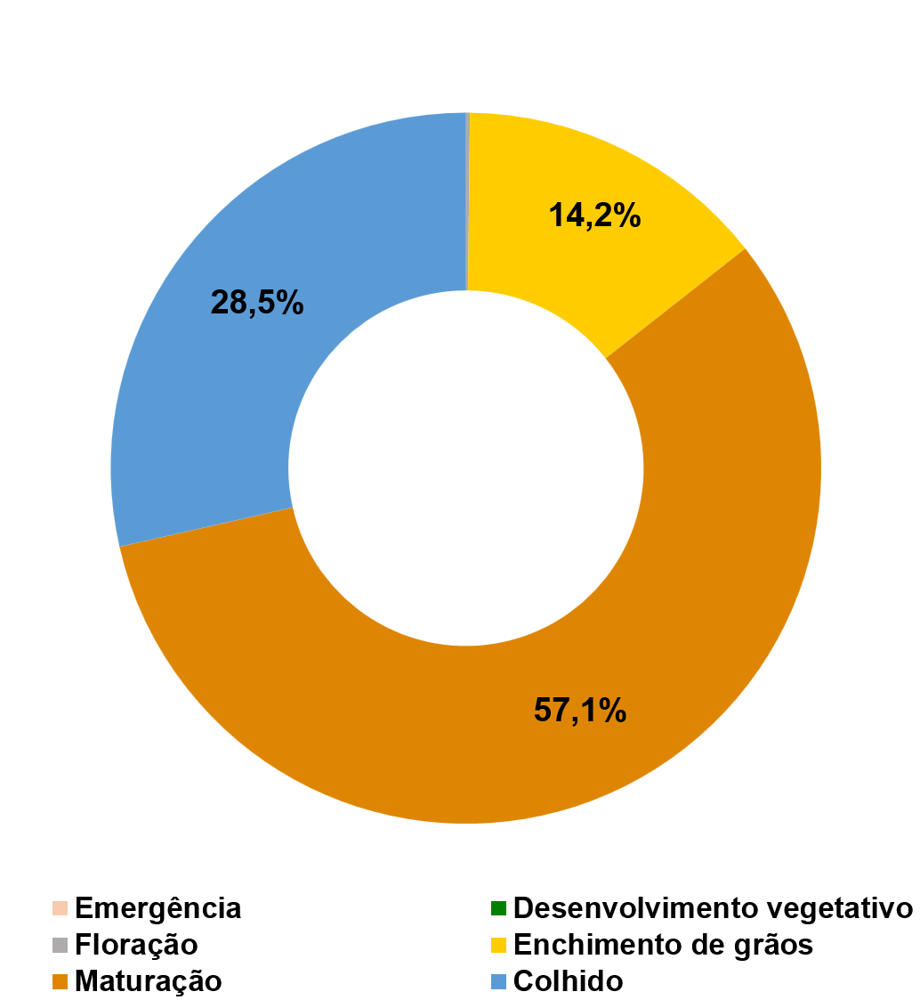 14,2%
28,5%
57,1%
Emergência
Desenvolvimento vegetativo
Floração
Enchimento de grãos
Maturação
Colhido